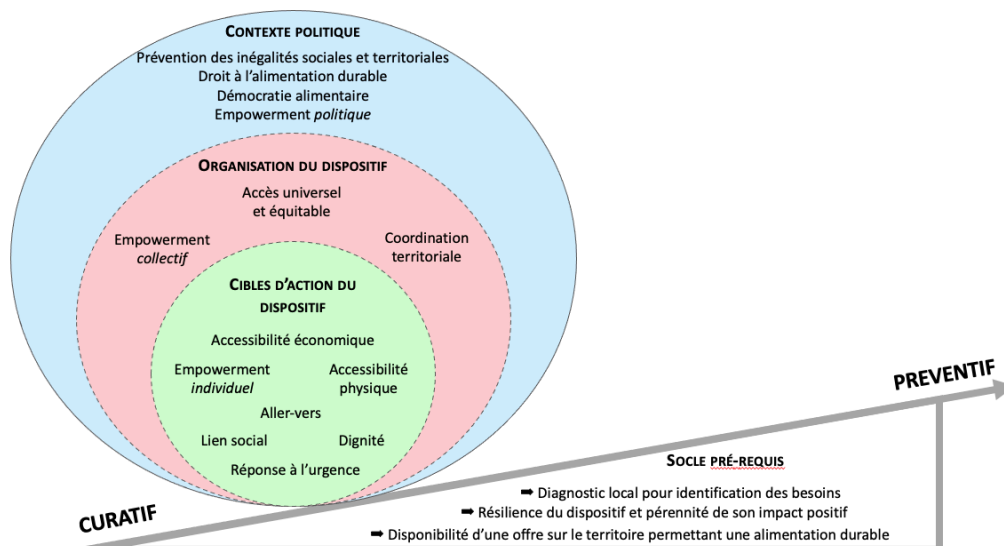 CONTEXTE POLITIQUE
Prévention des inégalités sociales et territoriales
Droit à l'alimentation durable
Démocratie alimentaire
Empowerment politique
ORGANISATION DU DISPOSITIF
Accès universel
et équitable
Empowerment
collectif
Coordination
territoriale
CIBLES D'ACTION DU
DISPOSITIF
Accessibilité économique
Empowerment
individuel
Accessibilité
physique
Aller-vers
Lien social
Dignité
Réponse à l'urgence
CURATIF
PREVENTIF
SOCLE PRÉ-REQUIS
➡ Diagnostic local pour identification des besoins
➡ Résilience du dispositif et pérennité de son impact positif
➡ Disponibilité d'une offre sur le territoire permettant une alimentation durable